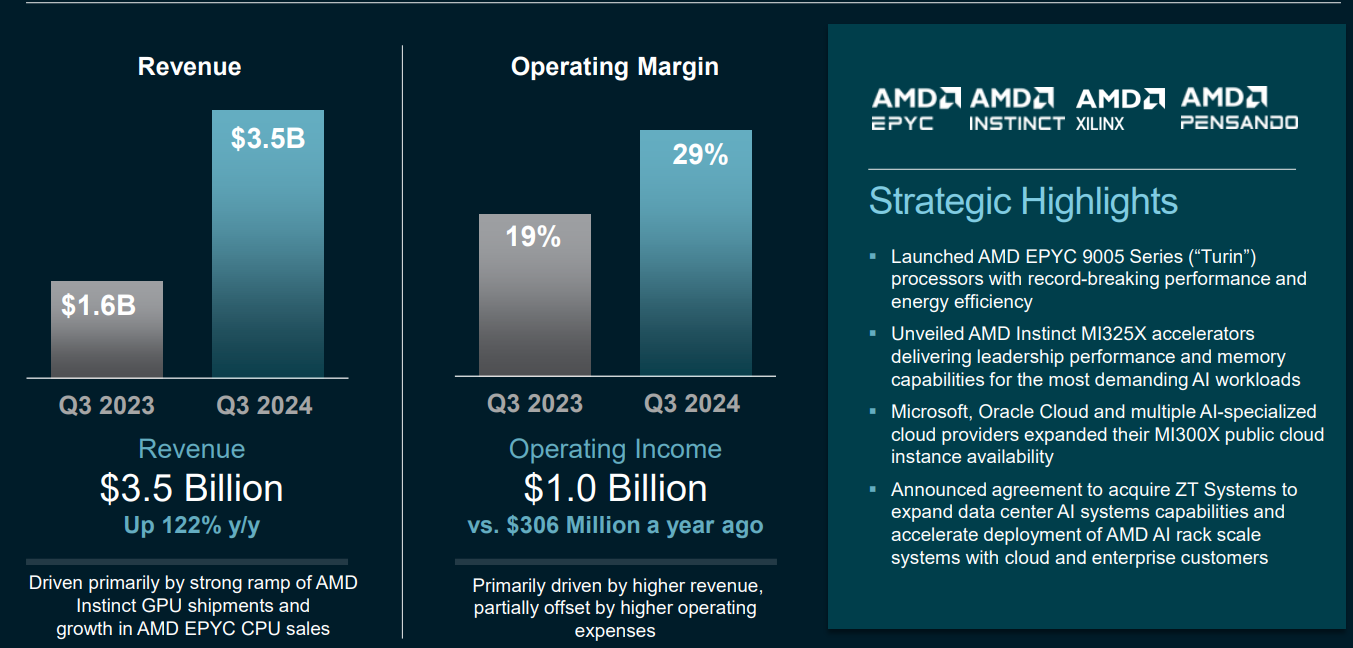 Revenue
$3.5B
$1.6B
Q3 2023
Q3 2024
Revenue
$3.5 Billion
Up 122% y/y
Driven primarily by strong ramp of AMD
Instinct GPU shipments and
growth in AMD EPYC CPU sales
Operating Margin
29%
19%
Q3 2023
Q3 2024
Operating Income
$1.0 Billion
vs. $306 Million a year ago
Primarily driven by higher revenue,
partially offset by higher operating
expenses
AMD EPYC
AMD INSTINCT
AMD XILINX
AMD PENSANDO
Strategic Highlights
▪ Launched AMD EPYC 9005 Series (“Turin”)
processors with record-breaking performance and
energy efficiency
▪ Unveiled AMD Instinct MI325X accelerators
delivering leadership performance and memory
capabilities for the most demanding AI workloads
▪ Microsoft, Oracle Cloud and multiple AI-specialized
cloud providers expanded their MI300X public cloud
instance availability
▪ Announced agreement to acquire ZT Systems to
expand data center AI systems capabilities and
accelerate deployment of AMD AI rack scale
systems with cloud and enterprise customers